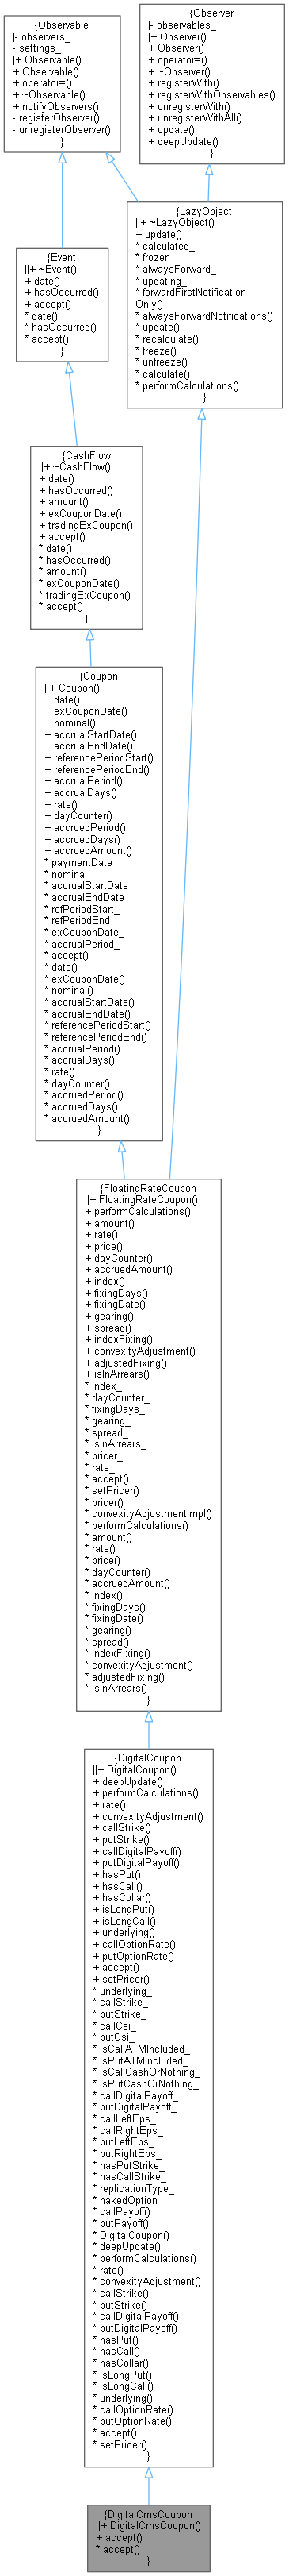 {Observable
|- observers_
- settings_
|+ Observable()
+ Observable()
+ operator=()
+ ~Observable()
+ notifyObservers()
- registerObserver()
- unregisterObserver()
}
{Observer
|- observables_
|+ Observer()
+ Observer()
+ operator=()
+ ~Observer()
+ registerWith()
+ registerWithObservables()
+ unregisterWith()
+ unregisterWithAll()
+ update()
+ deepUpdate()
}
{LazyObject
||+ ~LazyObject()
+ update()
* calculated_
* frozen_
* alwaysForward_
* updating_
* forwardFirstNotification
Only()
* alwaysForwardNotifications()
* update()
* recalculate()
* freeze()
* unfreeze()
* calculate()
* performCalculations()
}
{Event
||+ ~Event()
+ date()
+ hasOccurred()
+ accept()
* date()
* hasOccurred()
* accept()
}
{CashFlow
||+ ~CashFlow()
+ date()
+ hasOccurred()
+ amount()
+ exCouponDate()
+ tradingExCoupon()
+ accept()
* date()
* hasOccurred()
* amount()
* exCouponDate()
* tradingExCoupon()
* accept()
}
{Coupon
||+ Coupon()
+ date()
+ exCouponDate()
+ nominal()
+ accrualStartDate()
+ accrualEndDate()
+ referencePeriodStart()
+ referencePeriodEnd()
+ accrualPeriod()
+ accrualDays()
+ rate()
+ dayCounter()
+ accruedPeriod()
+ accruedDays()
+ accruedAmount()
* paymentDate_
* nominal_
* accrualStartDate_
* accrualEndDate_
* refPeriodStart_
* refPeriodEnd_
* exCouponDate_
* accrualPeriod_
* accept()
* date()
* exCouponDate()
* nominal()
* accrualStartDate()
* accrualEndDate()
* referencePeriodStart()
* referencePeriodEnd()
* accrualPeriod()
* accrualDays()
* rate()
* dayCounter()
* accruedPeriod()
* accruedDays()
* accruedAmount()
}
{FloatingRateCoupon
||+ FloatingRateCoupon()
+ performCalculations()
+ amount()
+ rate()
+ price()
+ dayCounter()
+ accruedAmount()
+ index()
+ fixingDays()
+ fixingDate()
+ gearing()
+ spread()
+ indexFixing()
+ convexityAdjustment()
+ adjustedFixing()
+ isInArrears()
* index_
* dayCounter_
* fixingDays_
* gearing_
* spread_
* isInArrears_
* pricer_
* rate_
* accept()
* setPricer()
* pricer()
* convexityAdjustmentImpl()
* performCalculations()
* amount()
* rate()
* price()
* dayCounter()
* accruedAmount()
* index()
* fixingDays()
* fixingDate()
* gearing()
* spread()
* indexFixing()
* convexityAdjustment()
* adjustedFixing()
* isInArrears()
}
{DigitalCoupon
||+ DigitalCoupon()
+ deepUpdate()
+ performCalculations()
+ rate()
+ convexityAdjustment()
+ callStrike()
+ putStrike()
+ callDigitalPayoff()
+ putDigitalPayoff()
+ hasPut()
+ hasCall()
+ hasCollar()
+ isLongPut()
+ isLongCall()
+ underlying()
+ callOptionRate()
+ putOptionRate()
+ accept()
+ setPricer()
* underlying_
* callStrike_
* putStrike_
* callCsi_
* putCsi_
* isCallATMIncluded_
* isPutATMIncluded_
* isCallCashOrNothing_
* isPutCashOrNothing_
* callDigitalPayoff_
* putDigitalPayoff_
* callLeftEps_
* callRightEps_
* putLeftEps_
* putRightEps_
* hasPutStrike_
* hasCallStrike_
* replicationType_
* nakedOption_
* callPayoff()
* putPayoff()
* DigitalCoupon()
* deepUpdate()
* performCalculations()
* rate()
* convexityAdjustment()
* callStrike()
* putStrike()
* callDigitalPayoff()
* putDigitalPayoff()
* hasPut()
* hasCall()
* hasCollar()
* isLongPut()
* isLongCall()
* underlying()
* callOptionRate()
* putOptionRate()
* accept()
* setPricer()
}
{DigitalCmsCoupon
||+ DigitalCmsCoupon()
+ accept()
* accept()
}